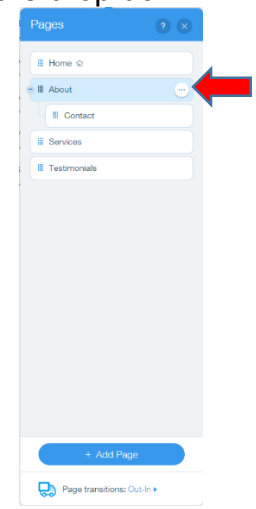 Pages ? ×
Home
About ...
Contact
Services
Testimonials
+ Add Page
Page transitions: Out-In